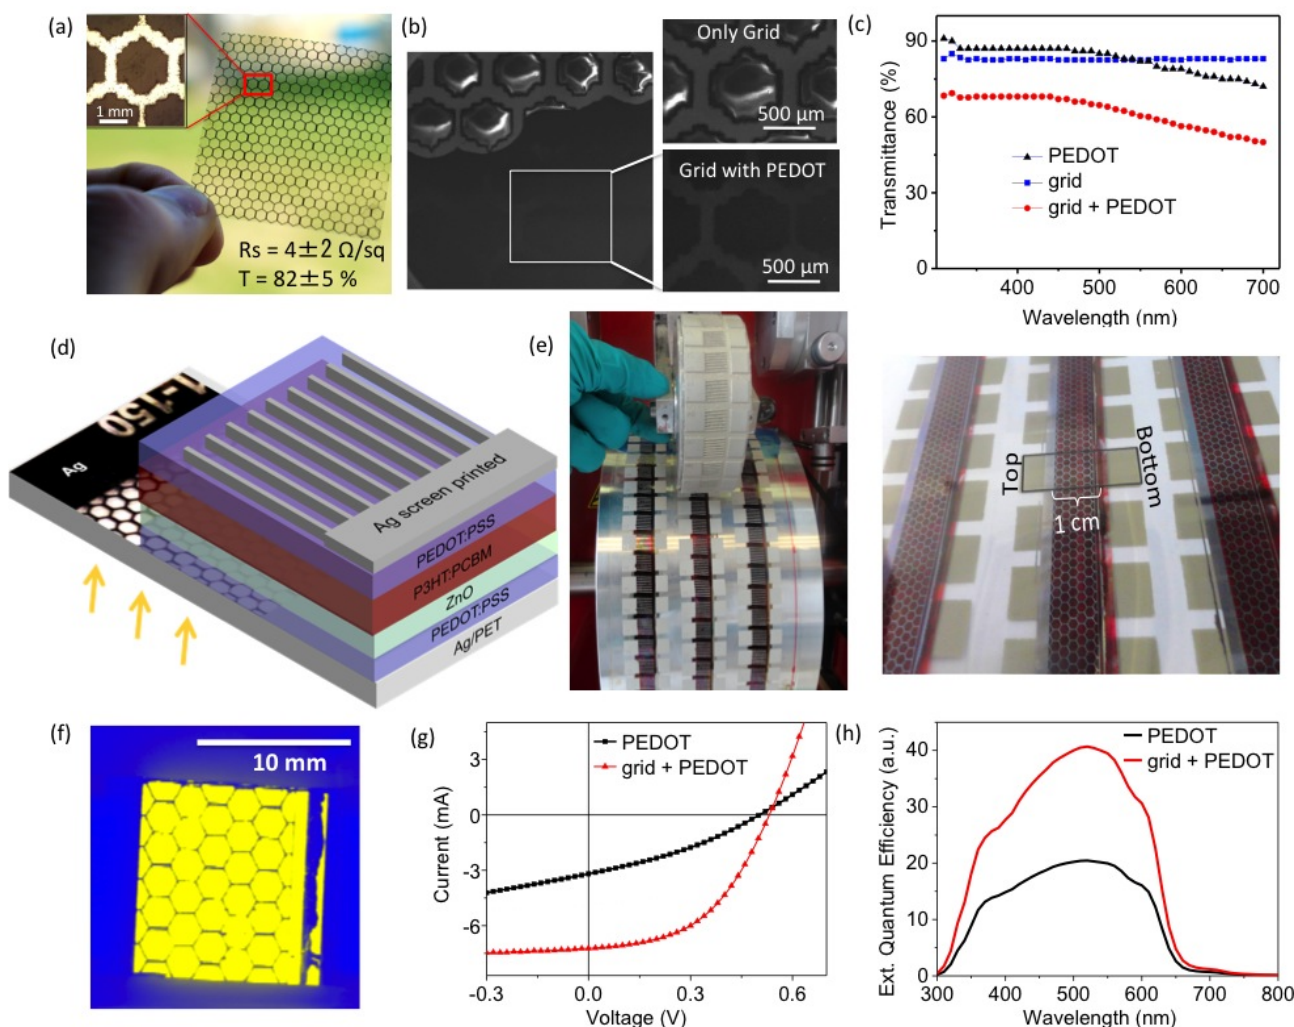 (a)
1 mm
Rs = 4±2 Ω/sq
T = 82±5 %
(b)
Only Grid
500 μm
Grid with PEDOT
500 μm
(c)
Transmittance (%)
90
60
30
0
PEDOT
grid
grid + PEDOT
400
500
600
700
Wavelength (nm)
(d)
Ag
1-150
Ag screen printed
PEDOT:PSS
P3HT:PCBM
ZnO
PEDOT:PSS
Ag/PET
(e)
Top
Bottom
1 cm
(f)
10 mm
(g)
PEDOT
grid + PEDOT
Current (mA)
3
0
-3
-6
-0.3
0.0
0.3
0.6
Voltage (V)
(h)
PEDOT
grid + PEDOT
Ext. Quantum Efficiency (a.u.)
40
30
20
10
0
300
400
500
600
700
800
Wavelength (nm)